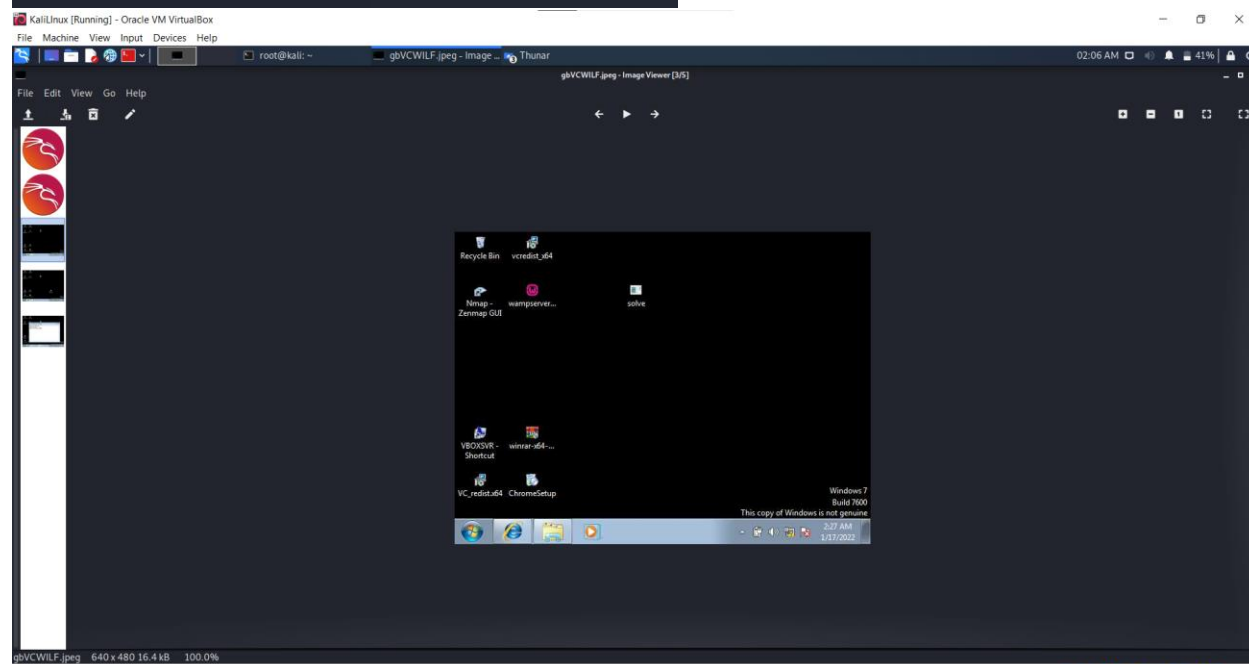 KaliLInux [Running] - Oracle VM VirtualBox
File Machine View Input Devices Help
root@kali: ~ gbVCWILF.jpeg - Image ... Thunar 02:06 AM 41%
gbVCWILF.jpeg - Image Viewer [3/5]
File Edit View Go Help
Recycle Bin vcredist_x64
Nmap - Zenmap GUI wampserver... solve
VBOXSVR - Shortcut winrar-x64-...
VC_redist.x64 ChromeSetup
Windows 7
Build 7600
This copy of Windows is not genuine
2:27 AM
1/17/2022
gbVCWILF.jpeg 640 x 480 16.4 kB 100.0%